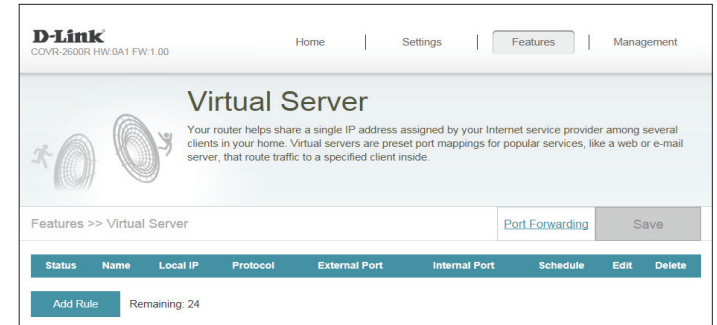 D-Link
COVR-2600R HW:0A1 FW:1.00
Home | Settings | Features | Management
Virtual Server
Your router helps share a single IP address assigned by your Internet service provider among several
clients in your home. Virtual servers are preset port mappings for popular services, like a web or e-mail
server, that route traffic to a specified client inside.
Features >> Virtual Server
Port Forwarding
Save
Status Name Local IP Protocol External Port Internal Port Schedule Edit Delete
Add Rule
Remaining: 24